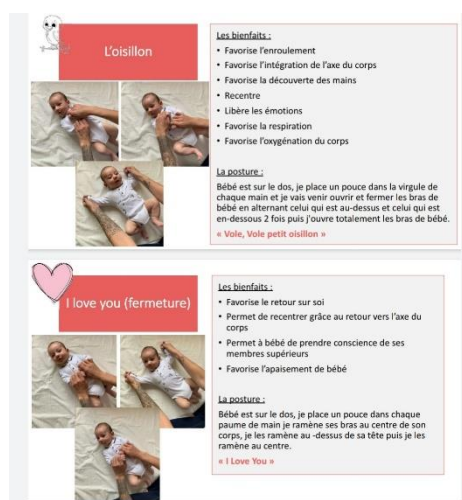 L'oisillon
Les bienfaits :
• Favorise l'enroulement
• Favorise l'intégration de l'axe du corps
• Favorise la découverte des mains
• Recentre
• Libère les émotions
• Favorise la respiration
• Favorise l'oxygénation du corps
La posture :
Bébé est sur le dos, je place un pouce dans la virgule de
chaque main et je vais venir ouvrir et fermer les bras de
bébé en alternant celui qui est au-dessus et celui qui est
en-dessous 2 fois puis j'ouvre totalement les bras de bébé.
« Vole, Vole petit oisillon »
I love you (fermeture)
Les bienfaits :
• Favorise le retour sur soi
• Permet de recentrer grâce au retour vers l'axe du
corps
• Permet à bébé de prendre conscience de ses
membres supérieurs
• Favorise l'apaisement de bébé
La posture :
Bébé est sur le dos, je place un pouce dans chaque
paume de main je ramène ses bras au centre de son
corps, je les ramène au -dessus de sa tête puis je les
ramène au centre.
« I Love You »